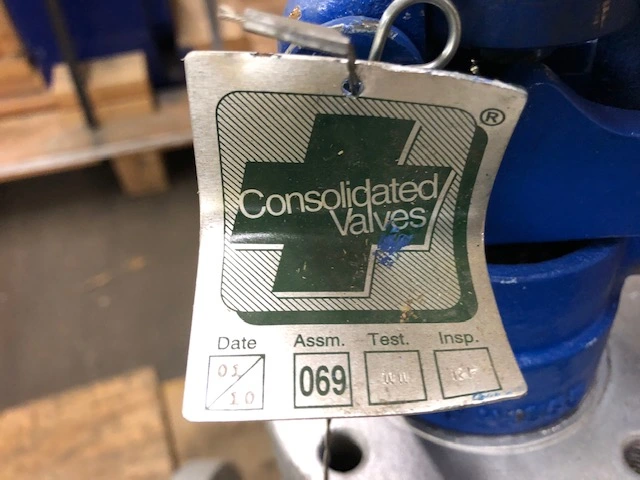 ®
Consolidated
Valves
Date Assm. Test. Insp.
01/10 069